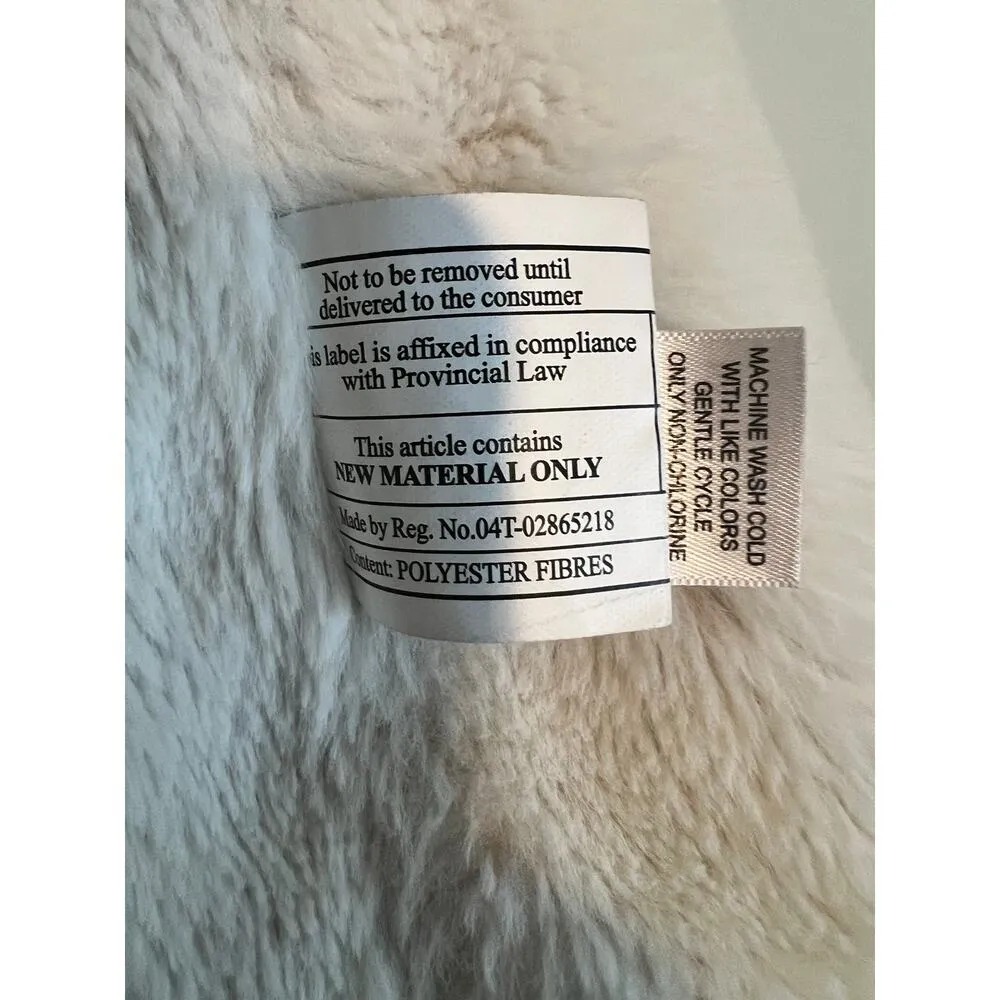 Not to be removed until
delivered to the consumer
is label is affixed in compliance
with Provincial Law
This article contains
NEW MATERIAL ONLY
Made by Reg. No.04T-02865218
Content: POLYESTER FIBRES
MACHINE WASH COLD
WITH LIKE COLORS
GENTLE CYCLE
ONLY NON-CHLORINE